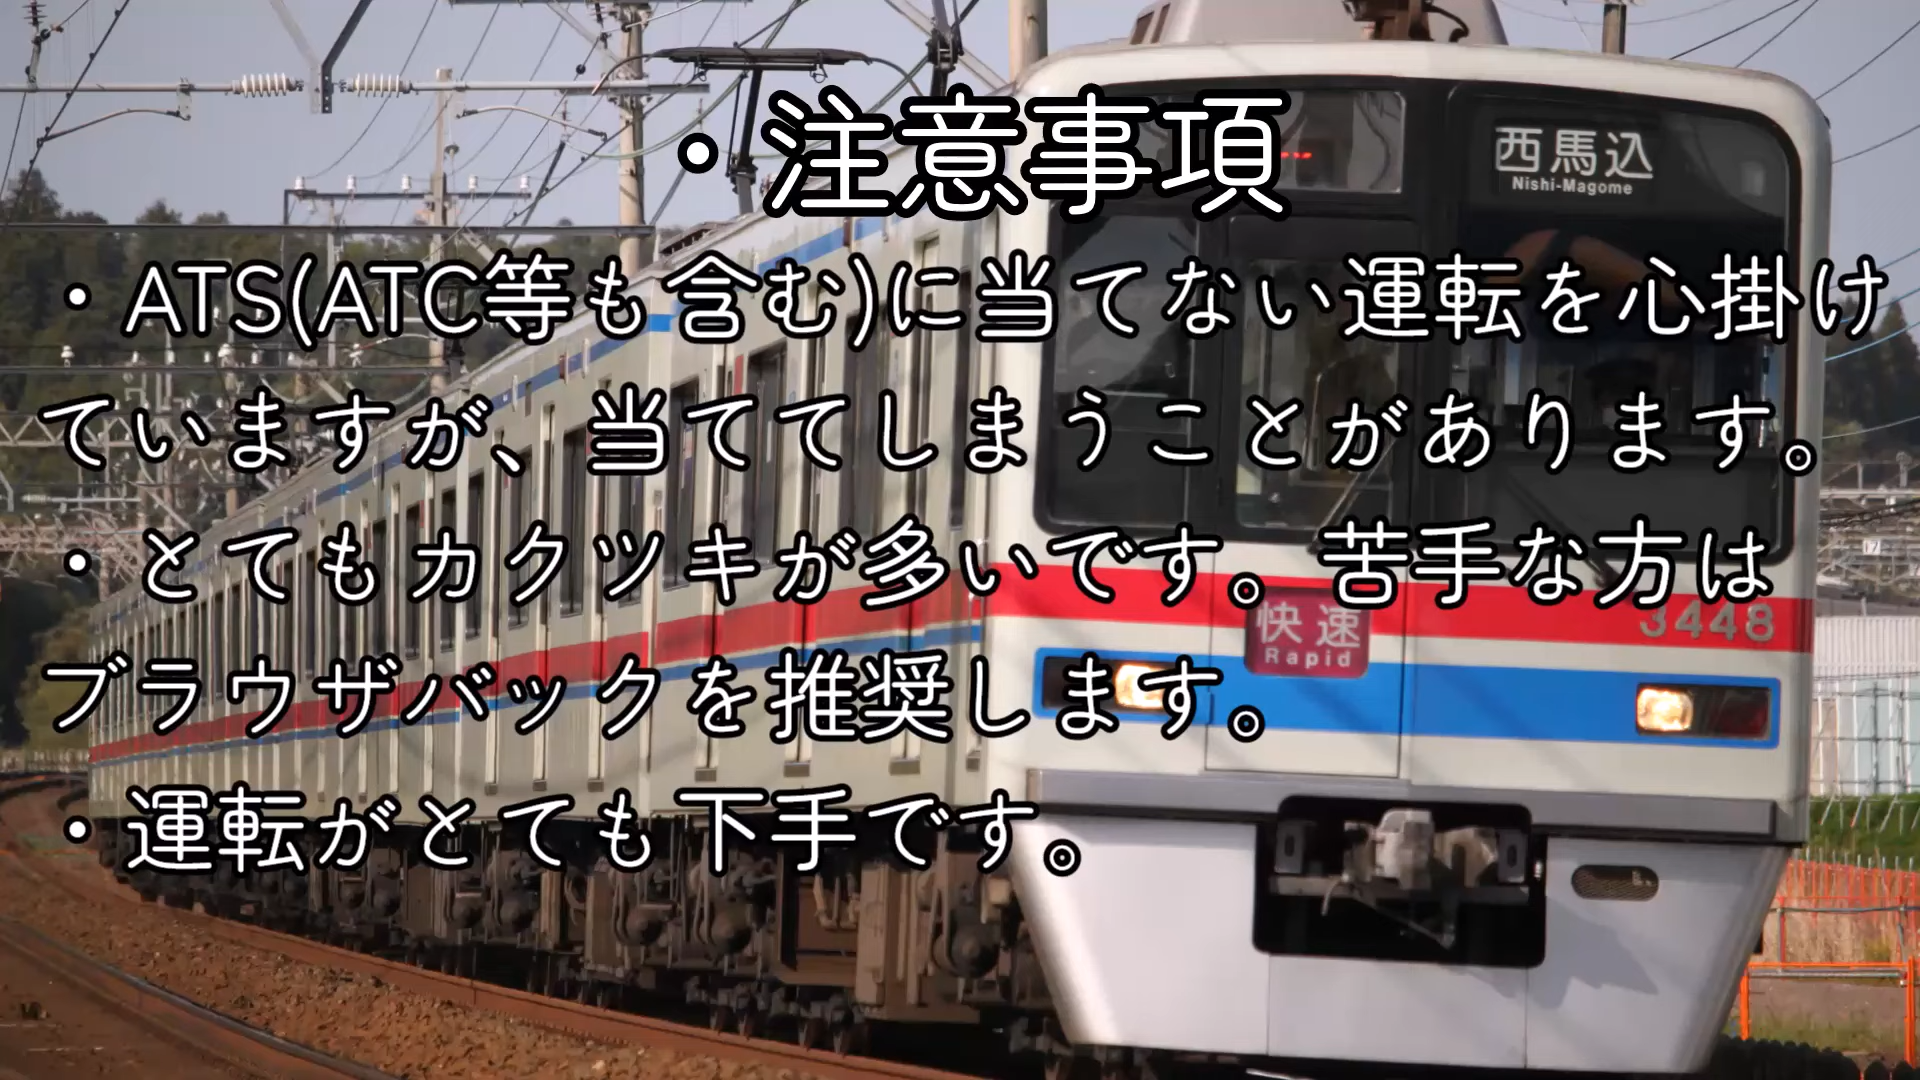 ・注意事項
西馬込
Nishi-Magome
・ATS(ATC等も含む)に当てない運転を心掛け
ていますが、当ててしまうことがあります。
・とてもカクツキが多いです。苦手な方は
快速
Rapid
3448
ブラウザバックを推奨します。
・運転がとても下手です。